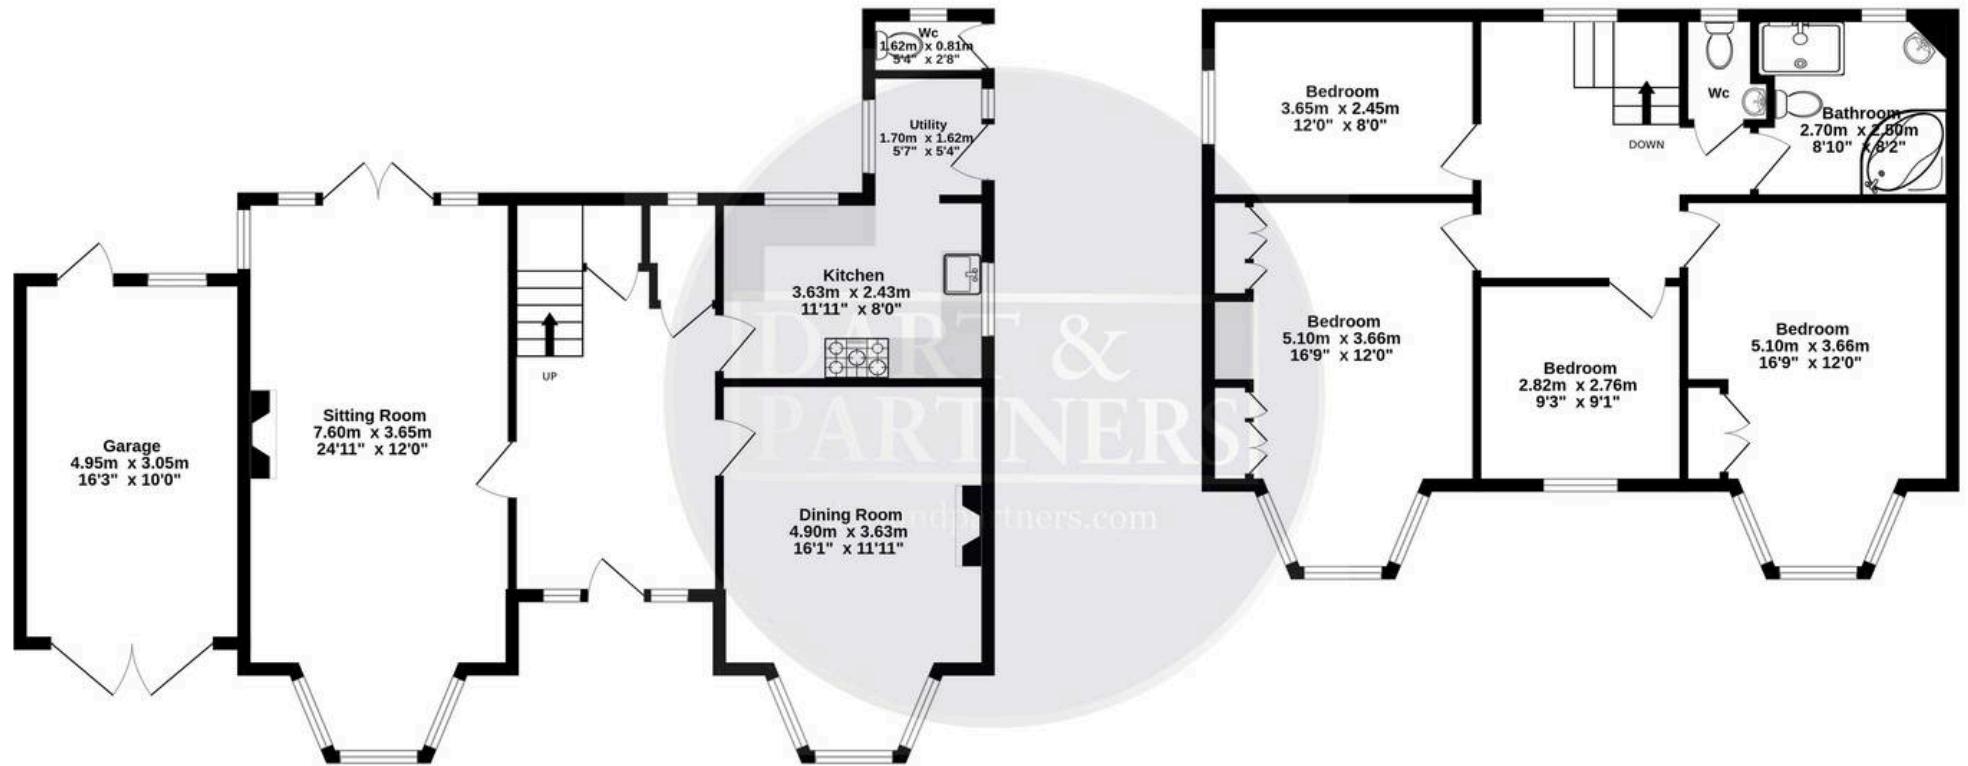 Wc
1.62m x 0.81m
5'4" x 2'8"
Utility
1.70m x 1.62m
5'7" x 5'4"
Kitchen
3.63m x 2.43m
11'11" x 8'0"
UP
Sitting Room
7.60m x 3.65m
24'11" x 12'0"
Garage
4.95m x 3.05m
16'3" x 10'0"
Dining Room
4.90m x 3.63m
16'1" x 11'11"
DART &
PARTNERS
ndpartners.com
Bedroom
3.65m x 2.45m
12'0" x 8'0"
DOWN
Wc
Bathroom
2.70m x 2.50m
8'10" x 8'2"
Bedroom
5.10m x 3.66m
16'9" x 12'0"
Bedroom
2.82m x 2.76m
9'3" x 9'1"
Bedroom
5.10m x 3.66m
16'9" x 12'0"